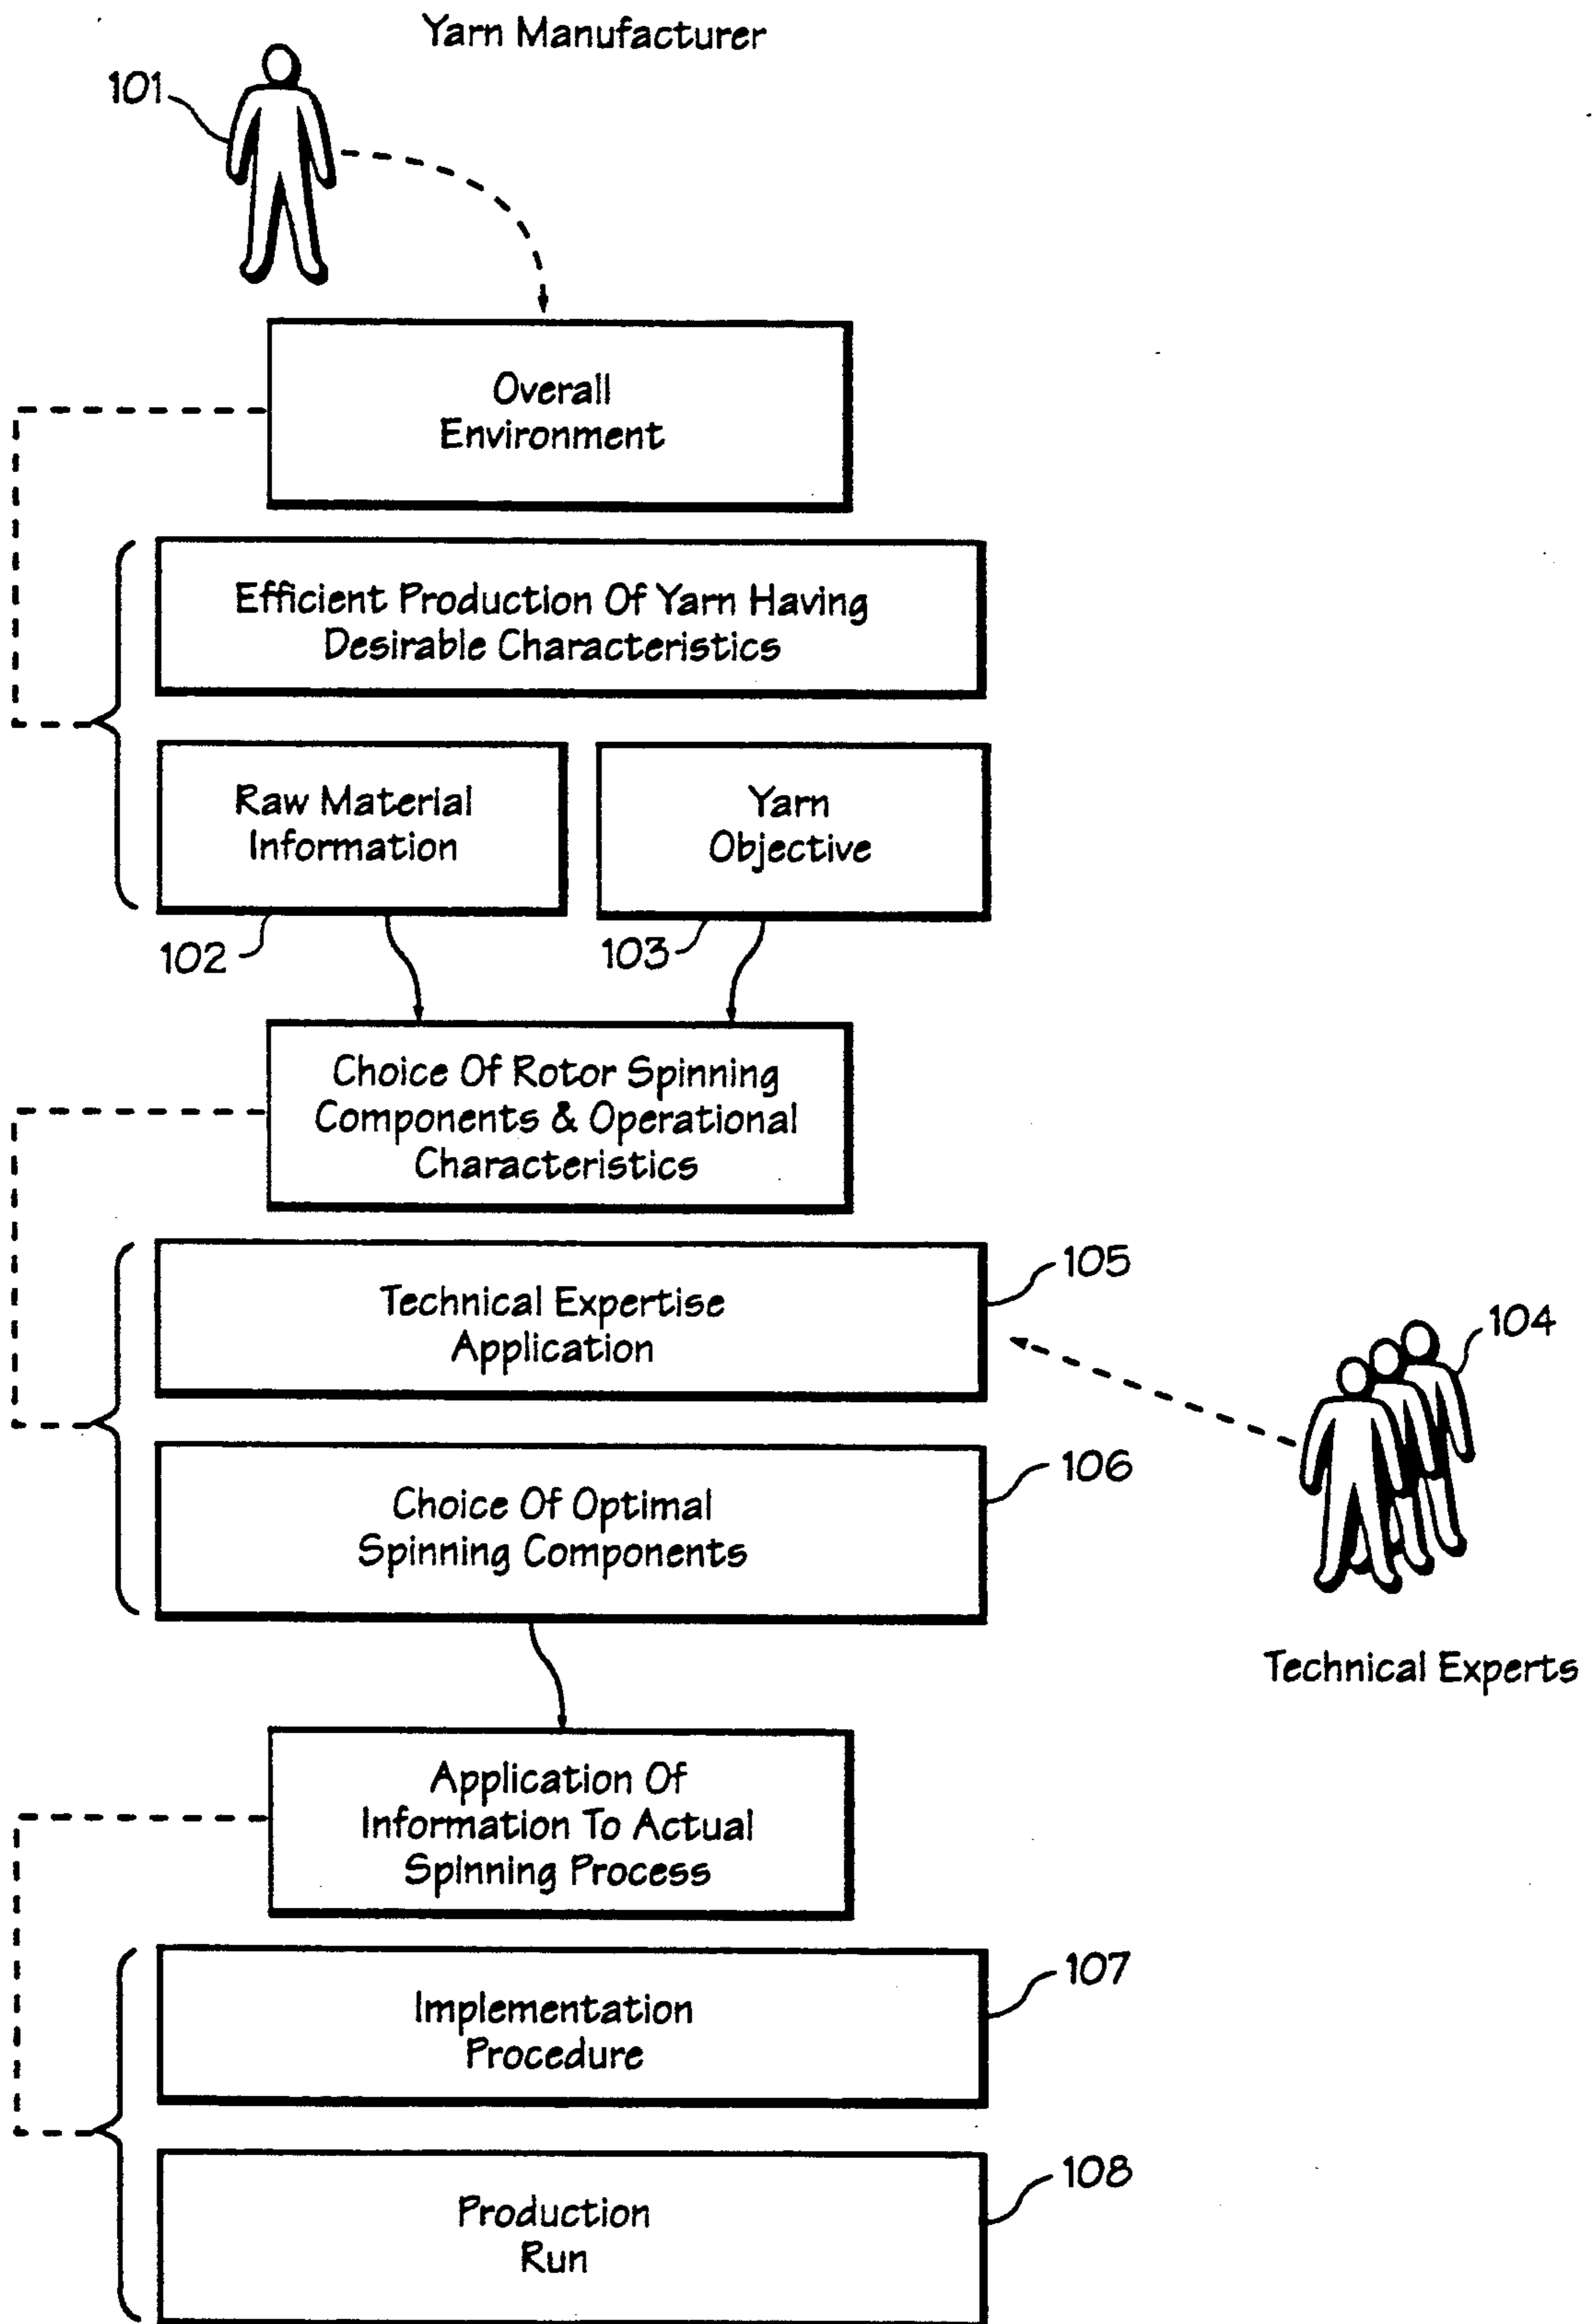 Yarn Manufacturer
101
Overall
Environment
Efficient Production Of Yarn Having
Desirable Characteristics
Raw Material
Information
Yarn
Objective
102
103
Choice Of Rotor Spinning
Components & Operational
Characteristics
105
Technical Expertise
Application
104
106
Choice Of Optimal
Spinning Components
Technical Experts
Application Of
Information To Actual
Spinning Process
107
Implementation
Procedure
108
Production
Run